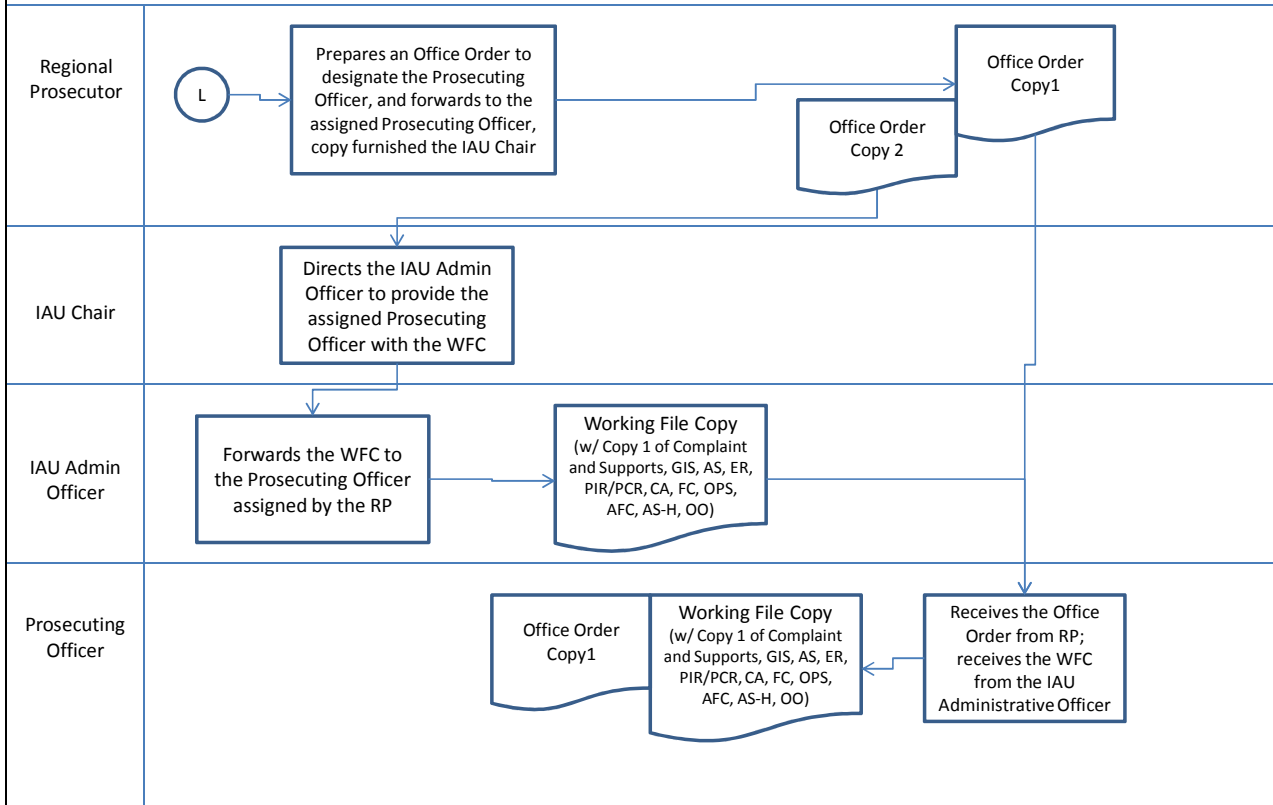 Regional
Prosecutor
L
Prepares an Office Order to
designate the Prosecuting
Officer, and forwards to the
assigned Prosecuting Officer,
copy furnished the IAU Chair
Office Order
Copy1
Office Order
Copy 2
IAU Chair
Directs the IAU Admin
Officer to provide the
assigned Prosecuting
Officer with the WFC
IAU Admin
Officer
Forwards the WFC to
the Prosecuting Officer
assigned by the RP
Working File Copy
(w/ Copy 1 of Complaint
and Supports, GIS, AS, ER,
PIR/PCR, CA, FC, OPS,
AFC, AS-H, OO)
Prosecuting
Officer
Office Order
Copy1
Working File Copy
(w/ Copy 1 of Complaint
and Supports, GIS, AS, ER,
PIR/PCR, CA, FC, OPS,
AFC, AS-H, OO)
Receives the Office
Order from RP;
receives the WFC
from the IAU
Administrative Officer